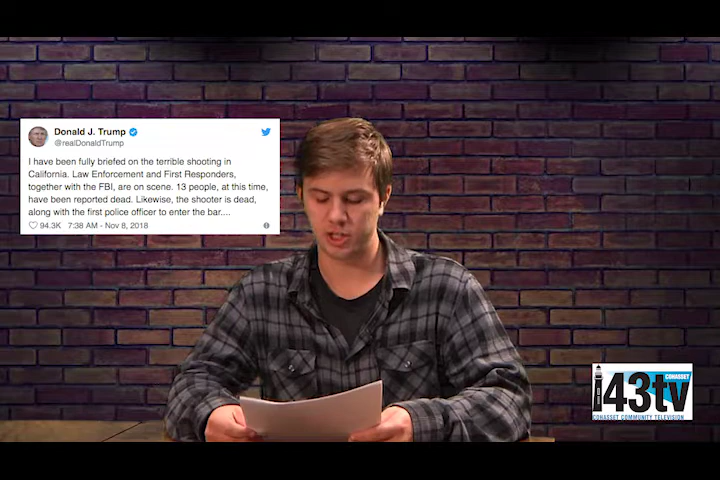 Donald J. Trump
@realDonaldTrump
I have been fully briefed on the terrible shooting in
California. Law Enforcement and First Responders,
together with the FBI, are on scene. 13 people, at this time,
have been reported dead. Likewise, the shooter is dead,
along with the first police officer to enter the bar....
94.3K 7:38 AM - Nov 8, 2018
COHASSET
43tv
COHASSET COMMUNITY TELEVISION